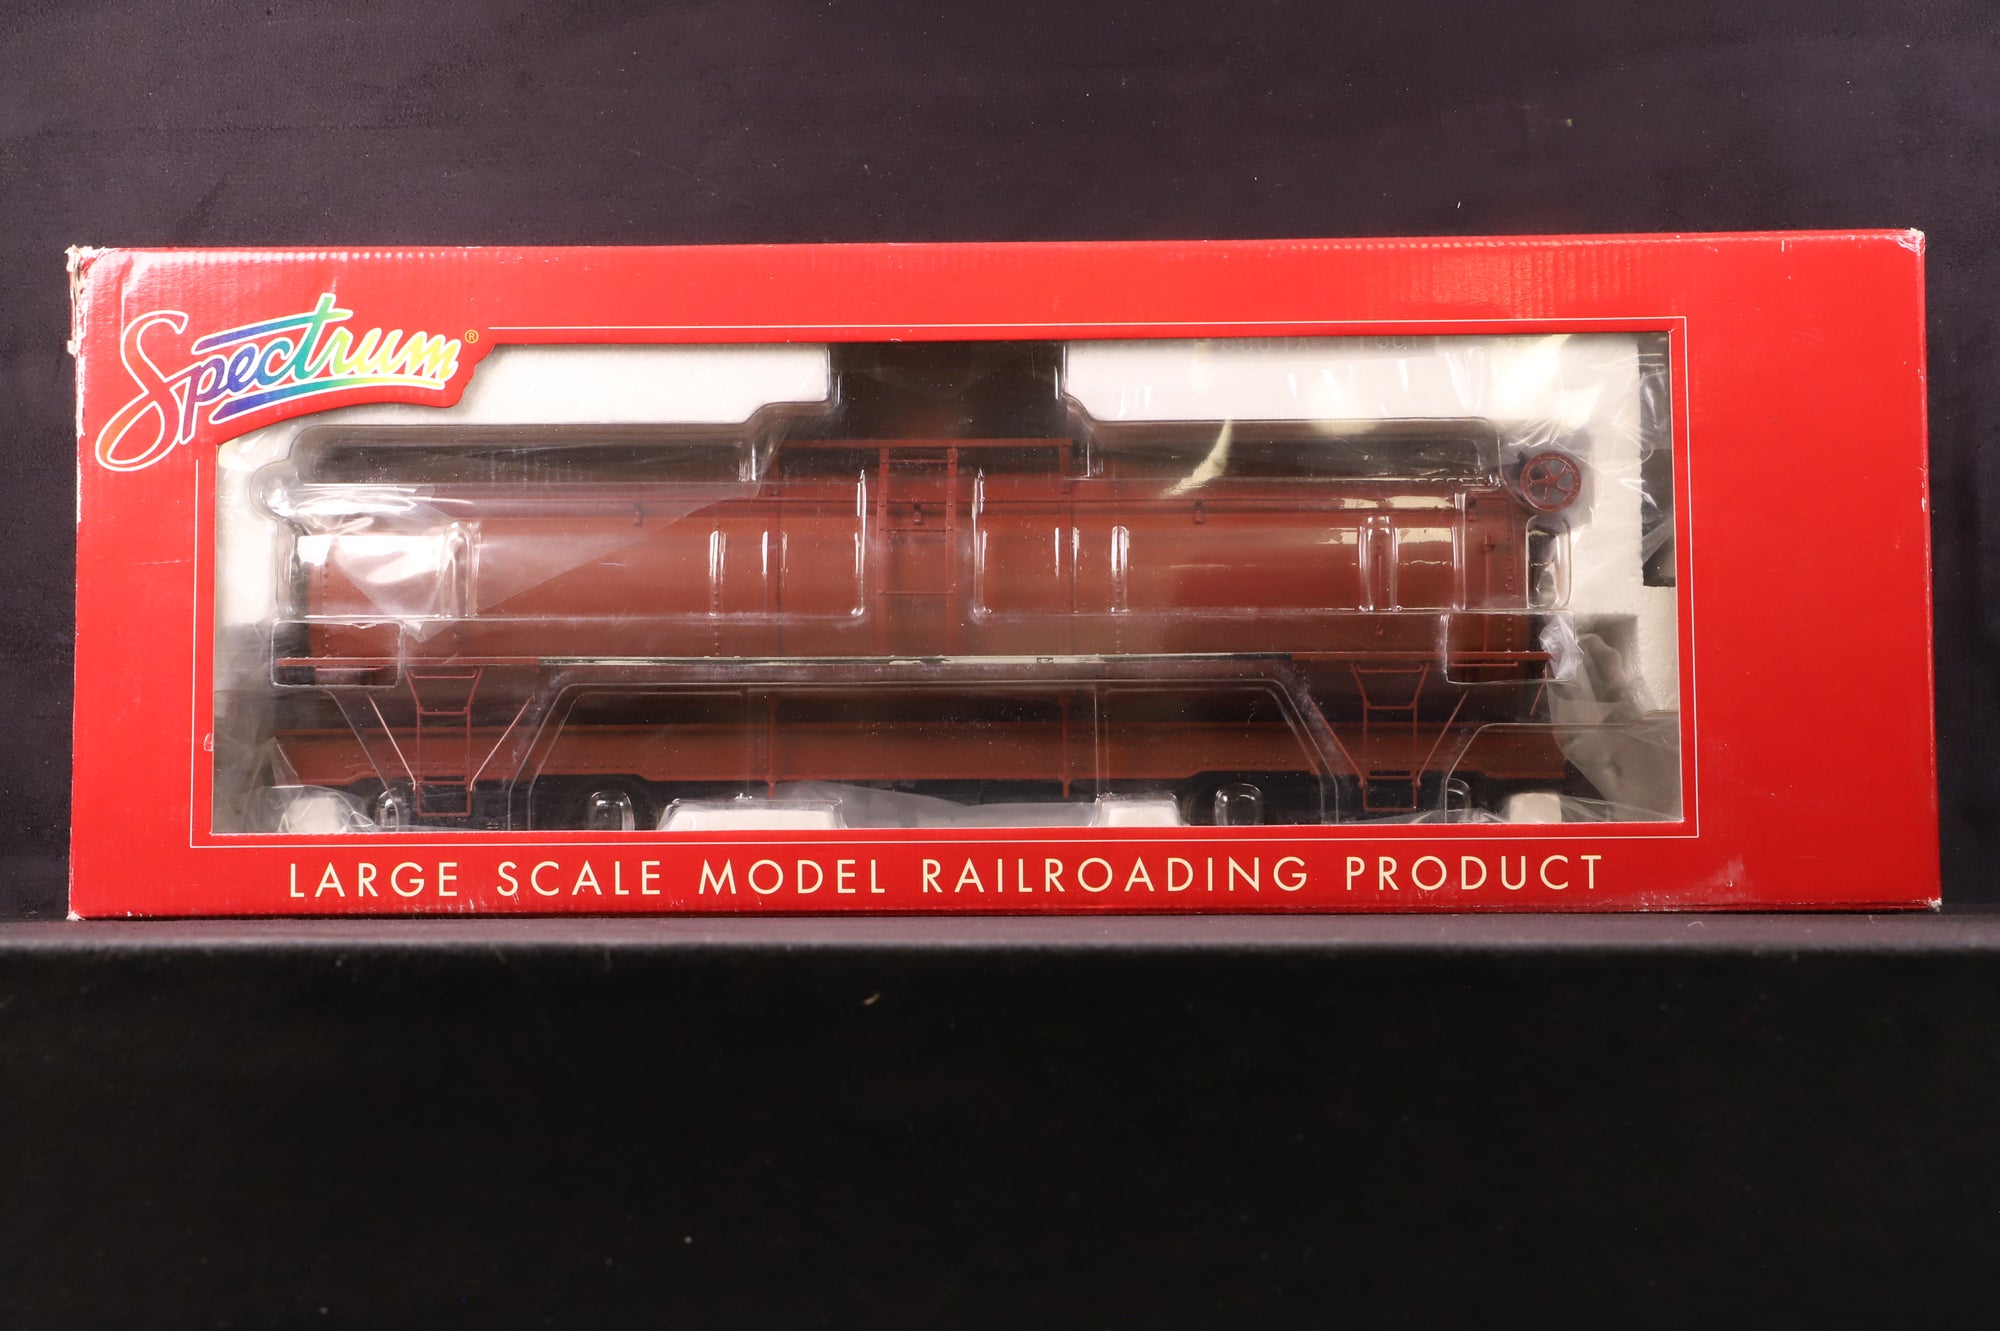 Spectrum®
LARGE SCALE MODEL RAILROADING PRODUCT